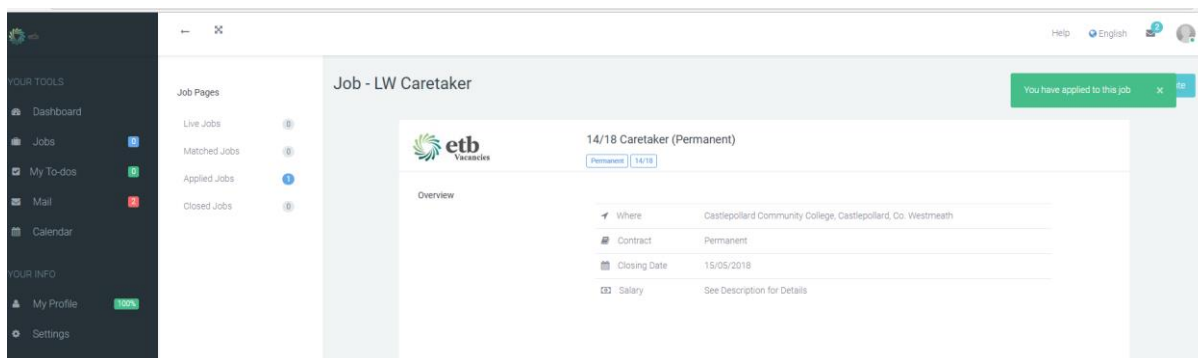 etb
Help English 2
YOUR TOOLS
Dashboard
Jobs 0
My To-dos 0
Mail 2
Calendar
YOUR INFO
My Profile 100%
Settings
Job Pages
Live Jobs 0
Matched Jobs 0
Applied Jobs 1
Closed Jobs 0
Job - LW Caretaker
You have applied to this job x
etb
Vacancies
14/18 Caretaker (Permanent)
Permanent 14/18
Overview
Where Castlepollard Community College, Castlepollard, Co. Westmeath
Contract Permanent
Closing Date 15/05/2018
Salary See Description for Details